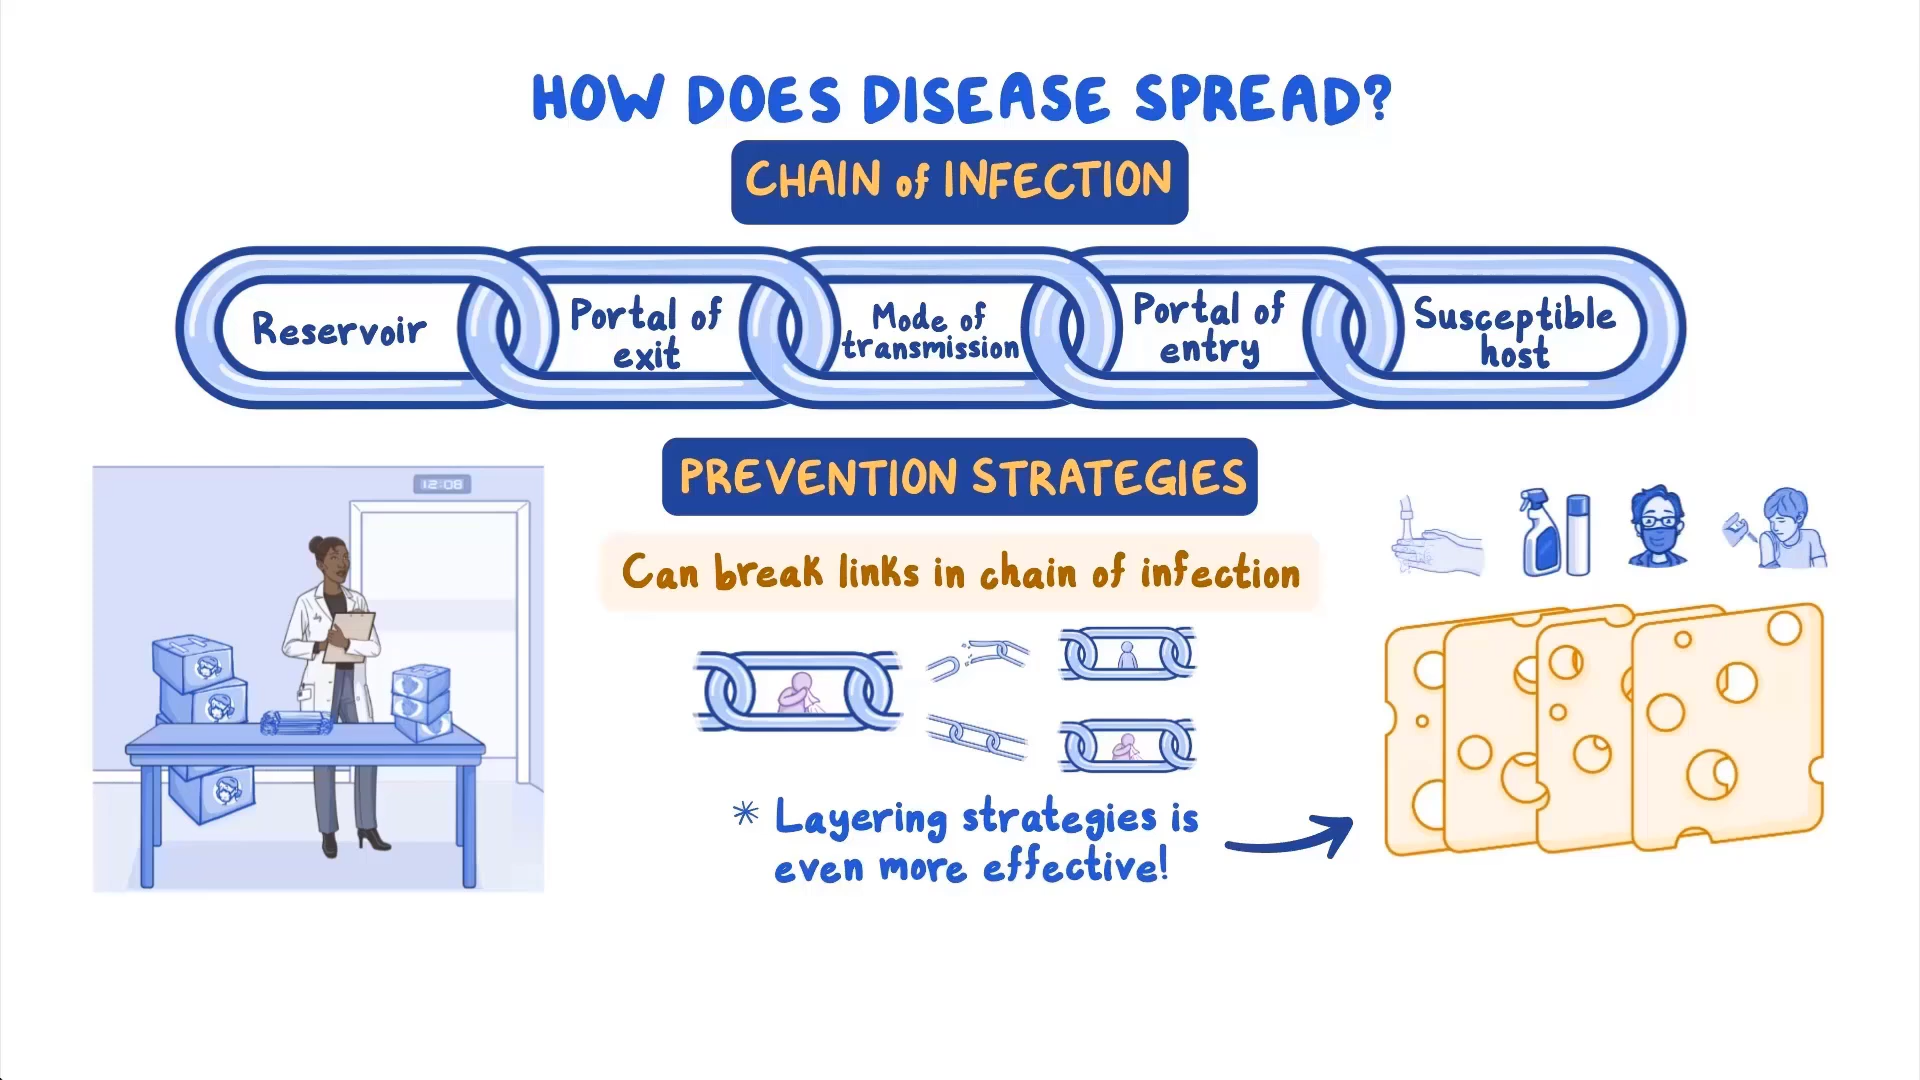 HOW DOES DISEASE SPREAD?
CHAIN of INFECTION
Reservoir
Portal of
exit
Mode of
transmission
Portal of
entry
Susceptible
host
PREVENTION STRATEGIES
12:08
Can break links in chain of infection
* Layering strategies is
even more effective!